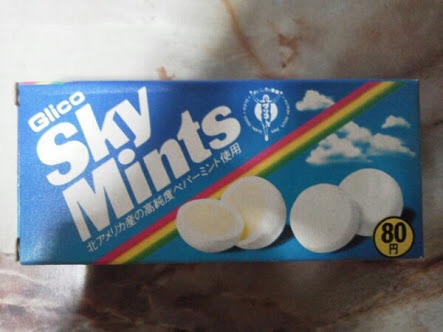 Glico
Sky
Mints
北アメリカ産の高純度ペパーミント使用
80
円